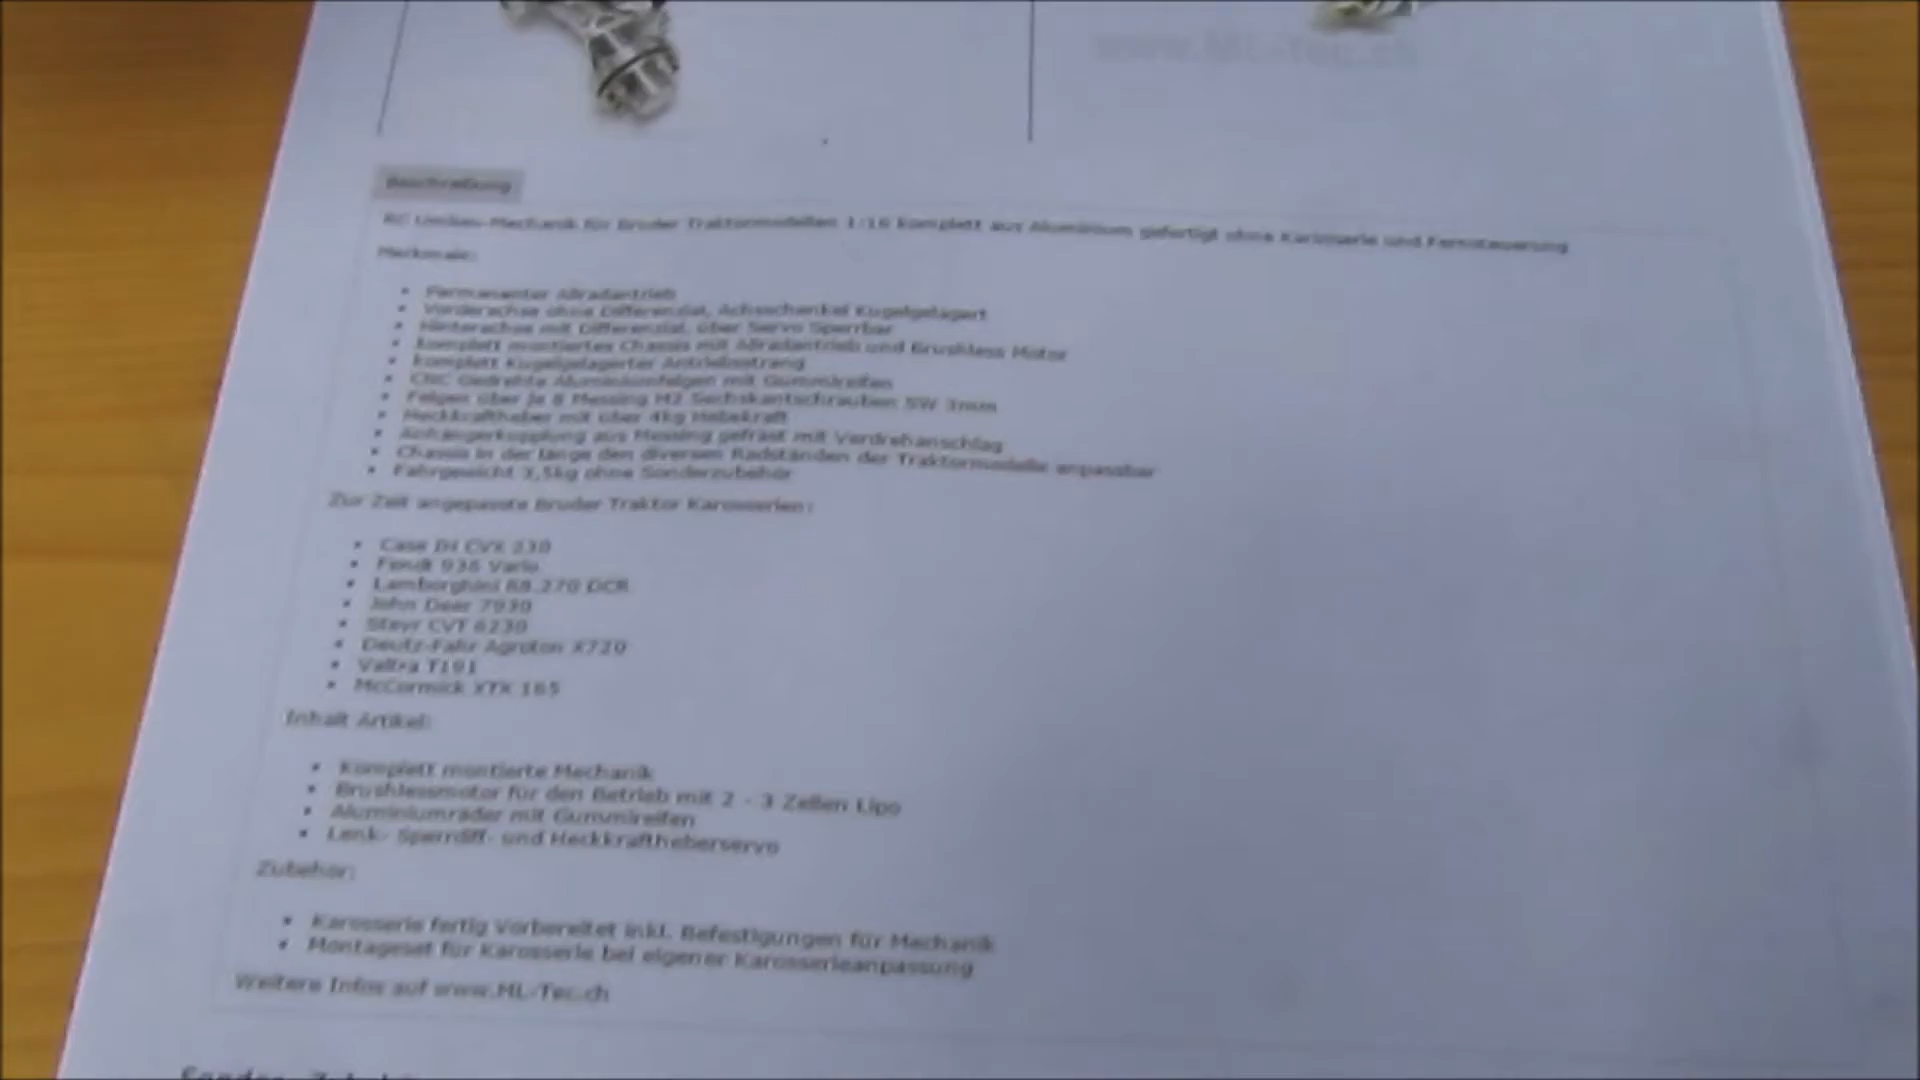 www.ML-Tec.ch
Beschreibung
RC Umbau-Mechanik für Bruder Traktormodellen 1:16 komplett aus Aluminium gefertigt ohne Karosserie und Fernsteuerung
Merkmale:
• Permanenter Allradantrieb
• Vorderachse ohne Differenzial, Achsschenkel Kugelgelagert
• Hinterachse mit Differenzial, über Servo Sperrbar
• komplett montiertes Chassis mit Allradantrieb und Brushless Motor
• komplett Kugelgelagerter Antriebsstrang
• CNC Gedrehte Aluminiumfelgen mit Gummireifen
• Felgen über je 8 Messing M2 Sechskantschrauben SW 3mm
• Heckkraftheber mit über 4kg Hebekraft
• Anhängerkupplung aus Messing gefräst mit Verdrehanschlag
• Chassis in der länge den diversen Radständen der Traktormodelle anpassbar
• Fahrgewicht 3,5kg ohne Sonderzubehör
Zur Zeit angepasste Bruder Traktor Karosserien:
• Case IH CVX 230
• Fendt 936 Vario
• Lamborghini R8.270 DCR
• John Deer 7930
• Steyr CVT 6230
• Deutz-Fahr Agroton X720
• Valtra T191
• McCormick XTX 165
Inhalt Artikel:
• Komplett montierte Mechanik
• Brushlessmotor für den Betrieb mit 2 - 3 Zellen Lipo
• Aluminiumräder mit Gummireifen
• Lenk- Sperrdiff- und Heckkraftheberservo
Zubehör:
• Karosserie fertig Vorbereitet inkl. Befestigungen für Mechanik
• Montageset für Karosserie bei eigener Karosserieanpassung
Weitere Infos auf www.ML-Tec.ch